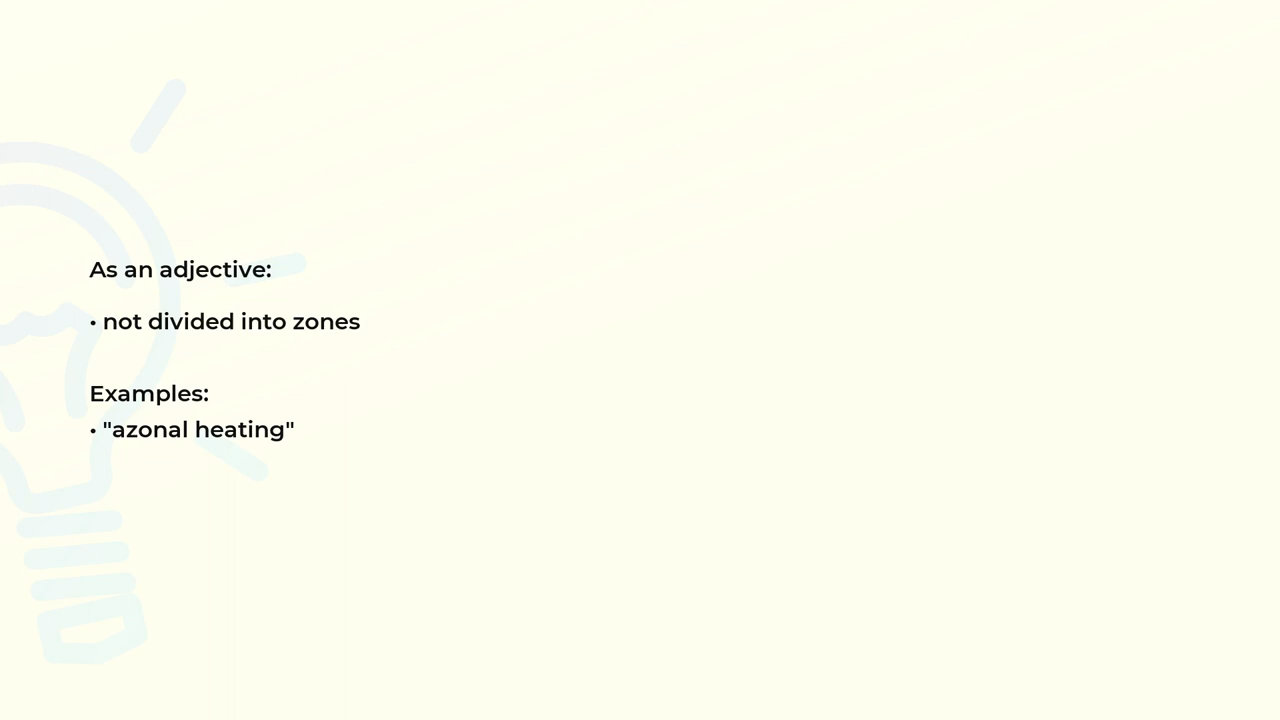 As an adjective:
• not divided into zones
Examples:
• "azonal heating"